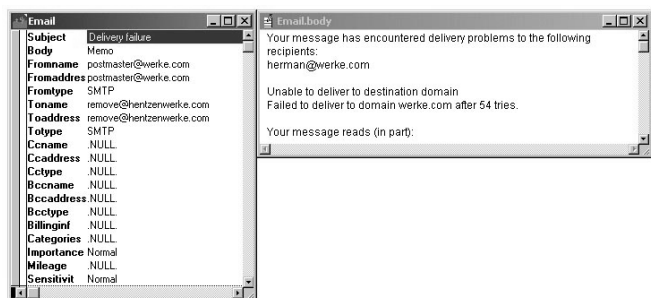 Email
Subject Delivery failure
Body Memo
Fromname postmaster@werke.com
Fromaddres postmaster@werke.com
Fromtype SMTP
Toname remove@hentzenwerke.com
Toaddress remove@hentzenwerke.com
Totype SMTP
Ccname .NULL.
Ccaddress .NULL.
Cctype .NULL.
Bccname .NULL.
Bccaddress .NULL.
Bcctype .NULL.
Billinginf .NULL.
Categories .NULL.
Importance Normal
Mileage .NULL.
Sensitivit Normal
Email.body
Your message has encountered delivery problems to the following
recipients:
herman@werke.com
Unable to deliver to destination domain
Failed to deliver to domain werke.com after 54 tries.
Your message reads (in part):